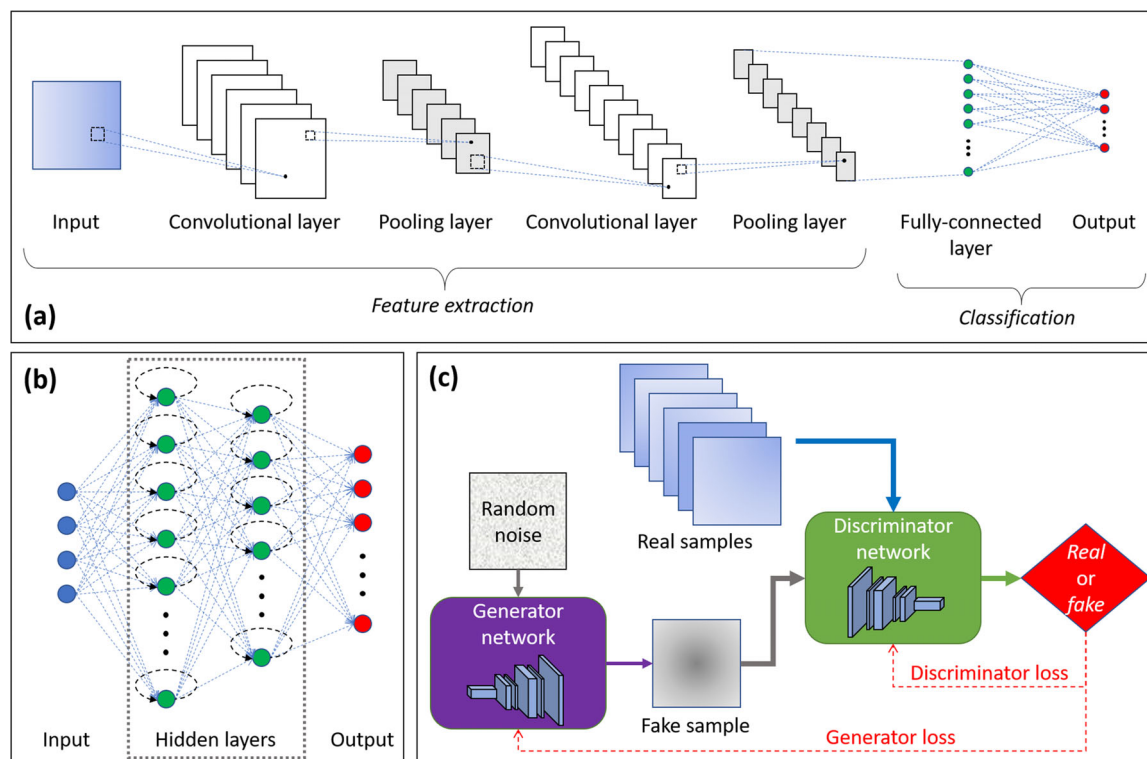 Input
Convolutional layer
Pooling layer
Convolutional layer
Pooling layer
Fully-connected
layer
Output
Feature extraction
Classification
(a)
(b)
Input
Hidden layers
Output
(c)
Random
noise
Real samples
Discriminator
network
Real
or
fake
Generator
network
Fake sample
Discriminator loss
Generator loss